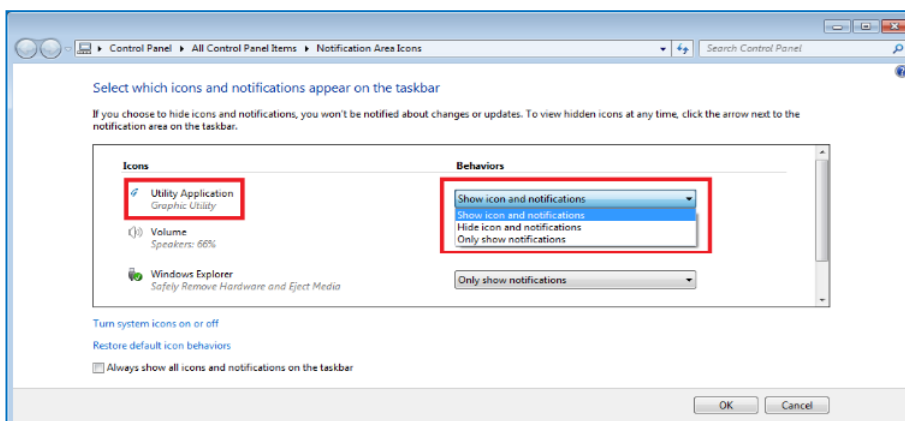 Control Panel ▸ All Control Panel Items ▸ Notification Area Icons
Search Control Panel
Select which icons and notifications appear on the taskbar
If you choose to hide icons and notifications, you won't be notified about changes or updates. To view hidden icons at any time, click the arrow next to the
notification area on the taskbar.
Icons
Behaviors
Utility Application
Graphic Utility
Show icon and notifications
Show icon and notifications
Hide icon and notifications
Only show notifications
Volume
Speakers: 66%
Windows Explorer
Safely Remove Hardware and Eject Media
Only show notifications
Turn system icons on or off
Restore default icon behaviors
Always show all icons and notifications on the taskbar
OK
Cancel